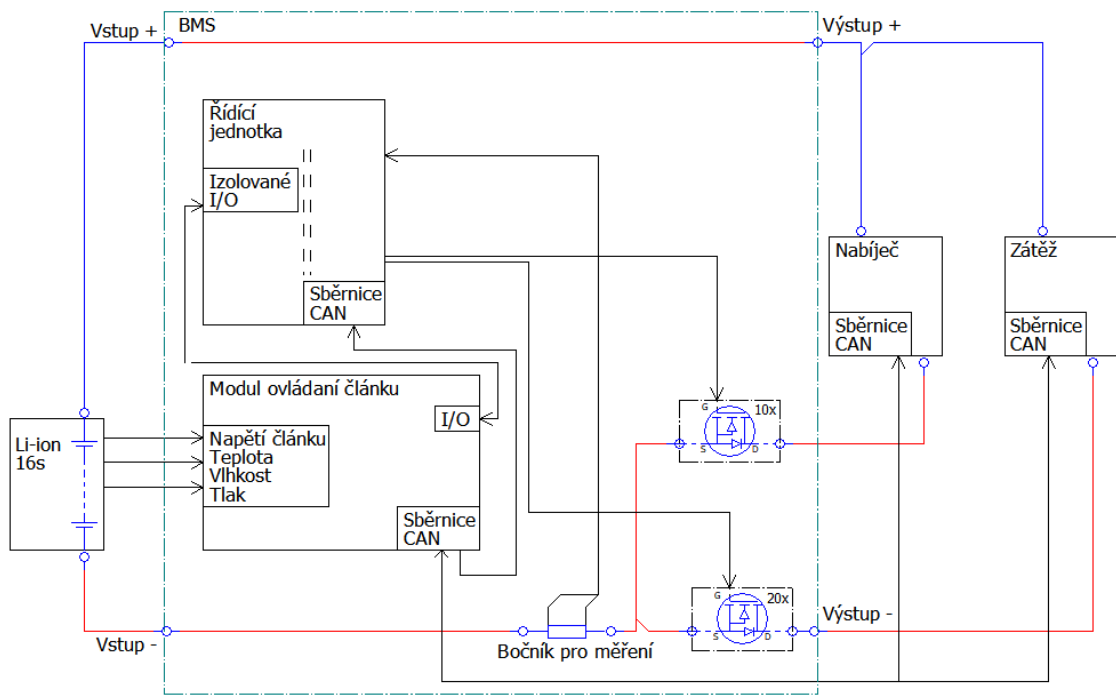 Vstup +
BMS
Výstup +
Řídící
jednotka
Izolované
I/O
Sběrnice
CAN
Nabíječ
Sběrnice
CAN
Zátěž
Sběrnice
CAN
Modul ovládaní článku
I/O
Li-ion
16s
Napětí článku
Teplota
Vlhkost
Tlak
Sběrnice
CAN
G
10x
S
D
G
20x
S
D
Vstup -
Bočník pro měření
Výstup -